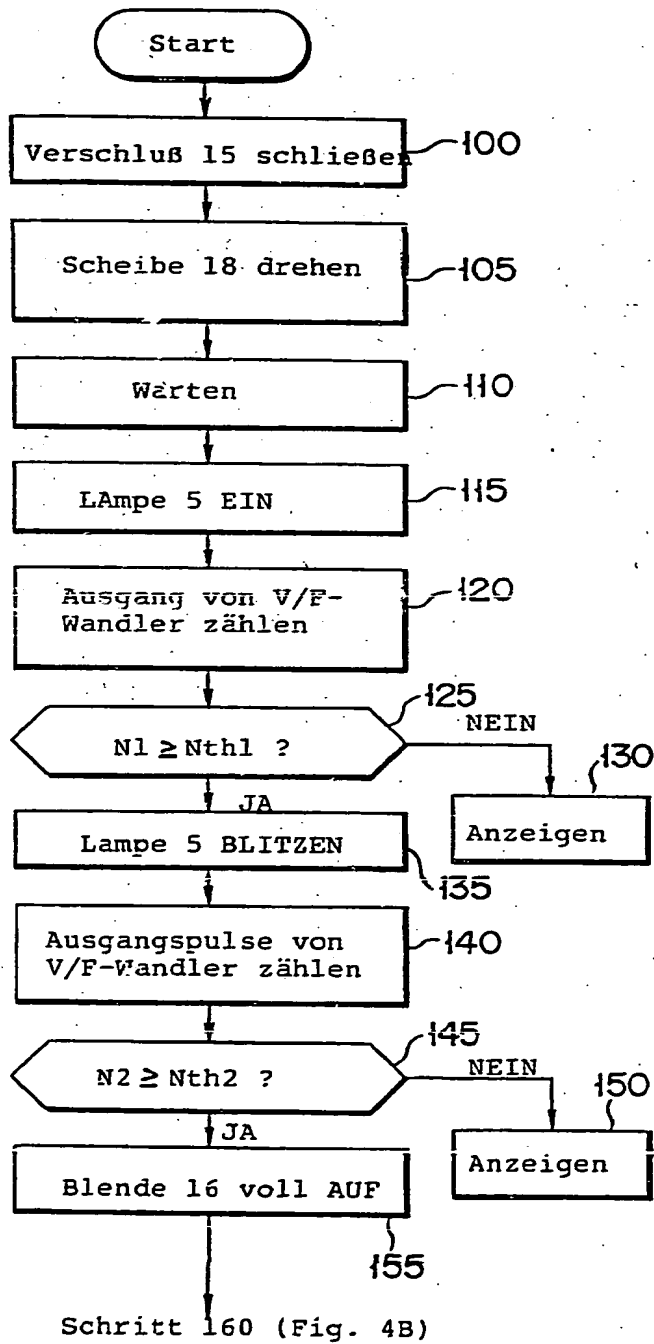 Start
Verschluß 15 schließen
100
Scheibe 18 drehen
105
Warten
110
LAmpe 5 EIN
115
Ausgang von V/F-
Wandler zählen
120
125
N1 ≥ Nth1 ?
NEIN
130
JA
Anzeigen
Lampe 5 BLITZEN
135
Ausgangspulse von
V/F-Wandler zählen
140
145
N2 ≥ Nth2 ?
NEIN
150
JA
Anzeigen
Blende 16 voll AUF
155
Schritt 160 (Fig. 4B)